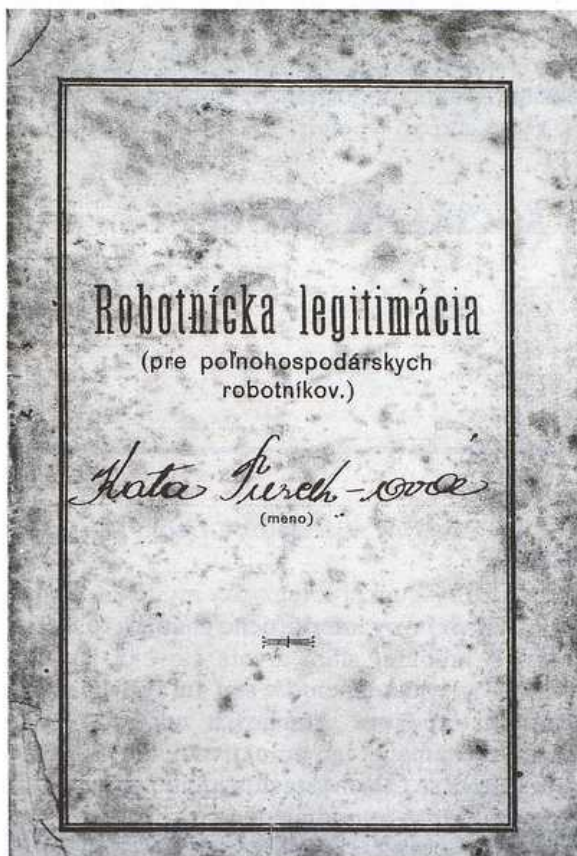 Robotnícka legitimácia
(pre poľnohospodárskych
robotníkov.)
Kata
(meno)